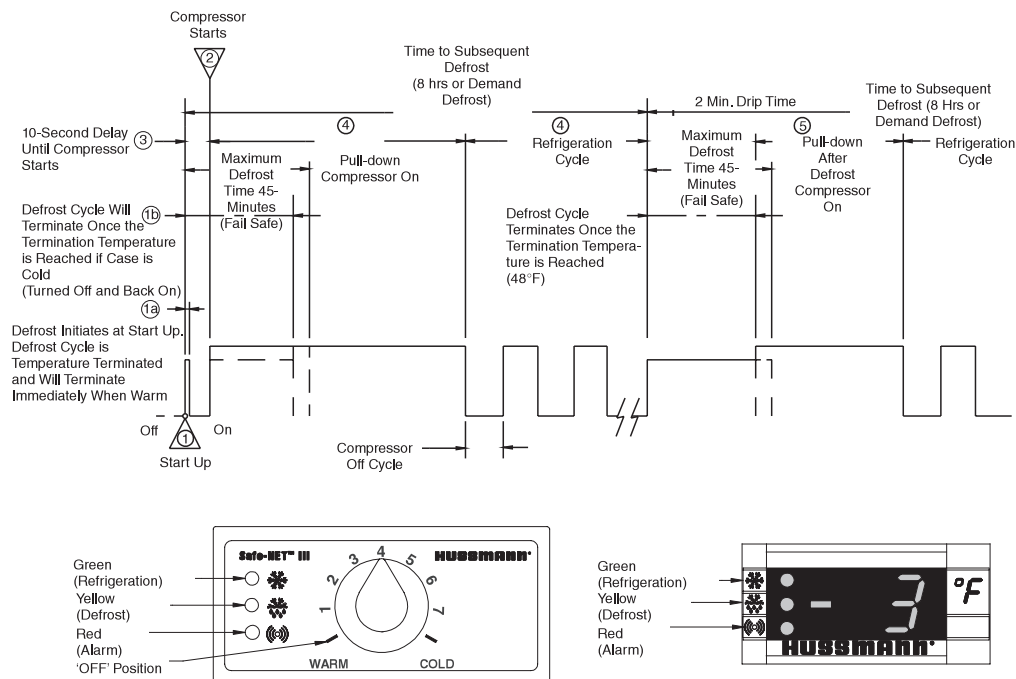 Compressor
Starts
2
Time to Subsequent
Defrost
(8 hrs or Demand
Defrost)
Time to Subsequent
Defrost (8 Hrs or
Demand Defrost)
2 Min. Drip Time
10-Second Delay
Until Compressor
Starts
3
4
4
5
Maximum
Defrost
Time 45-
Minutes
(Fail Safe)
Pull-down
Compressor On
Refrigeration
Cycle
Maximum
Defrost
Time 45-
Minutes
(Fail Safe)
Pull-down
After
Defrost
Compressor
On
Refrigeration
Cycle
Defrost Cycle Will
Terminate Once the
Termination Temperature
is Reached if Case is
Cold
(Turned Off and Back On)
1b
Defrost Cycle
Terminates Once the
Termination Tempera-
ture is Reached
(48°F)
1a
Defrost Initiates at Start Up.
Defrost Cycle is
Temperature Terminated
and Will Terminate
Immediately When Warm
Off
1
On
Start Up
Compressor
Off Cycle
Safe-NET™ III
HUSSMANN®
Green
(Refrigeration)
Yellow
(Defrost)
Red
(Alarm)
'OFF' Position
1
2
3
4
5
6
7
WARM
COLD
Green
(Refrigeration)
Yellow
(Defrost)
Red
(Alarm)
- 3
°F
HUSSMANN®